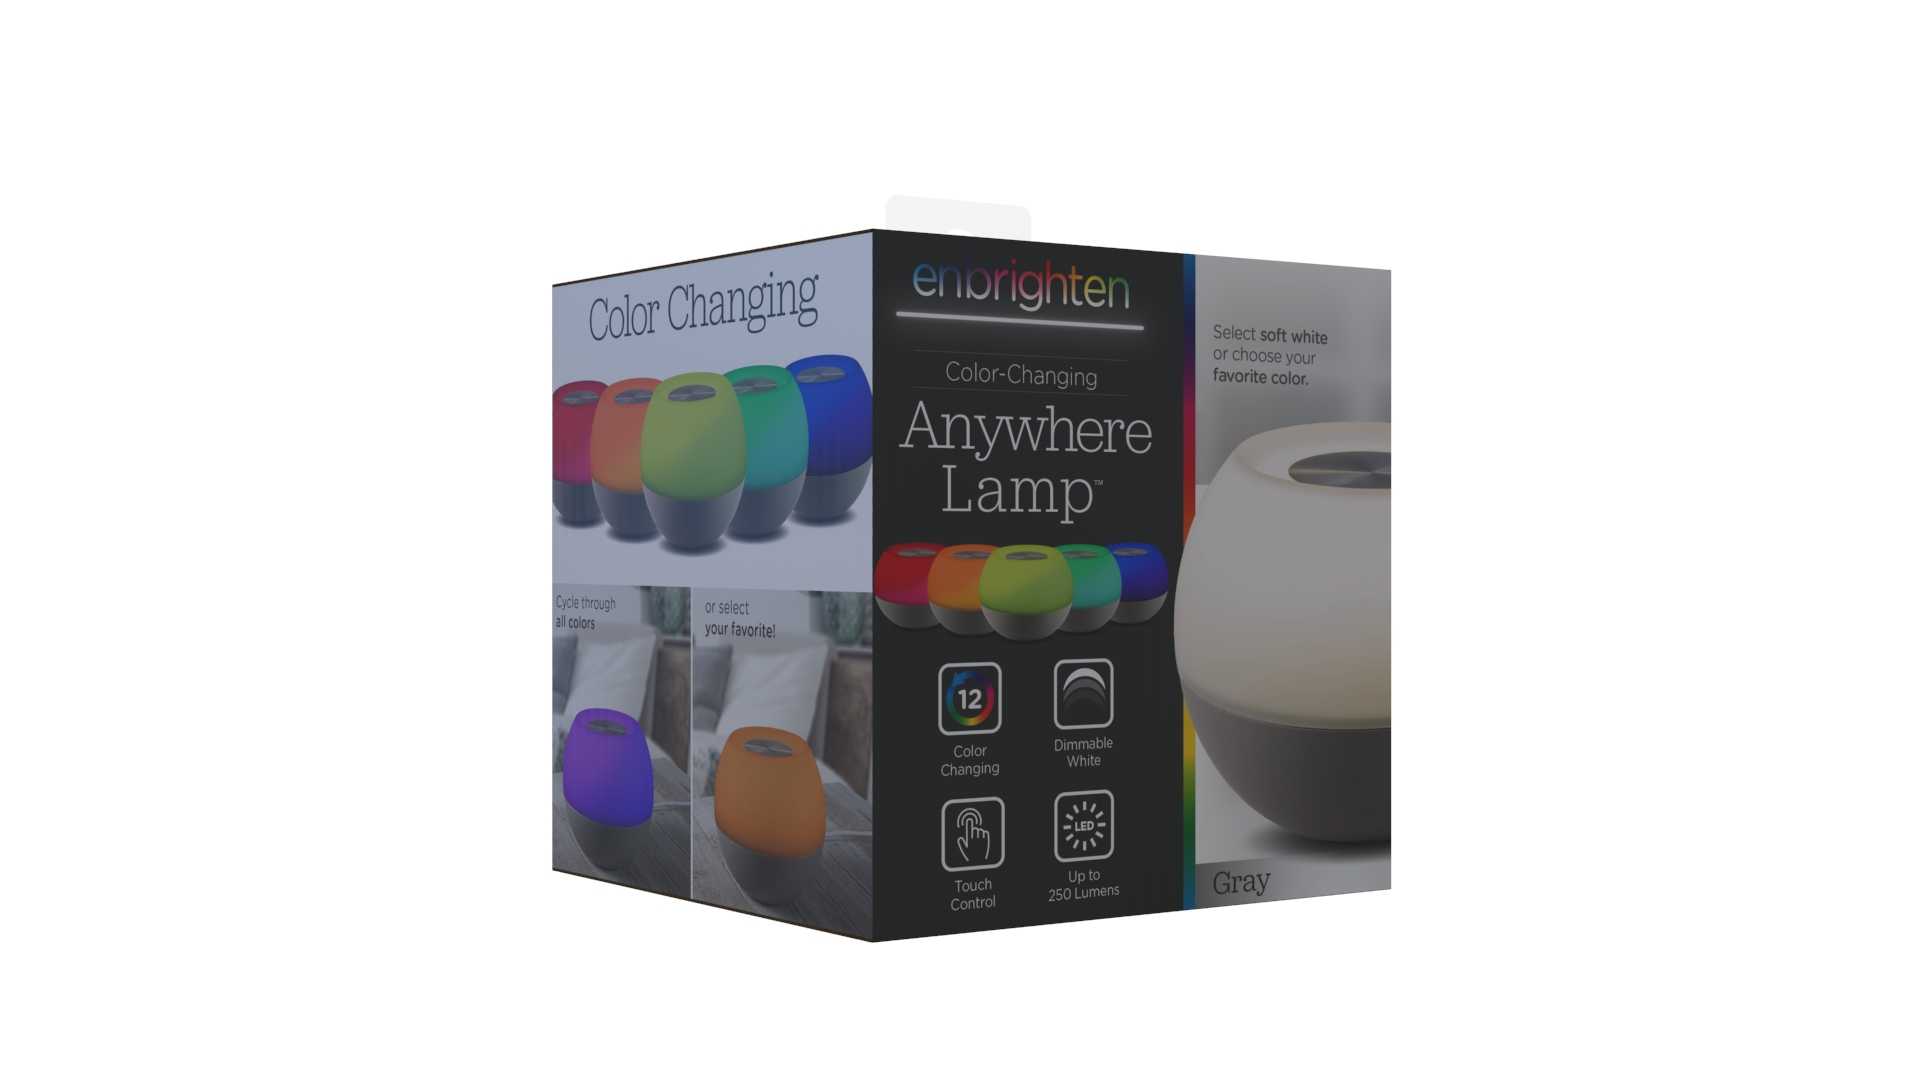 Color Changing
Cycle through
all colors
or select
your favorite!
enbrighten
Color-Changing
Anywhere
Lamp™
12
Color
Changing
Dimmable
White
Touch
Control
LED
Up to
250 Lumens
Select soft white
or choose your
favorite color.
Gray